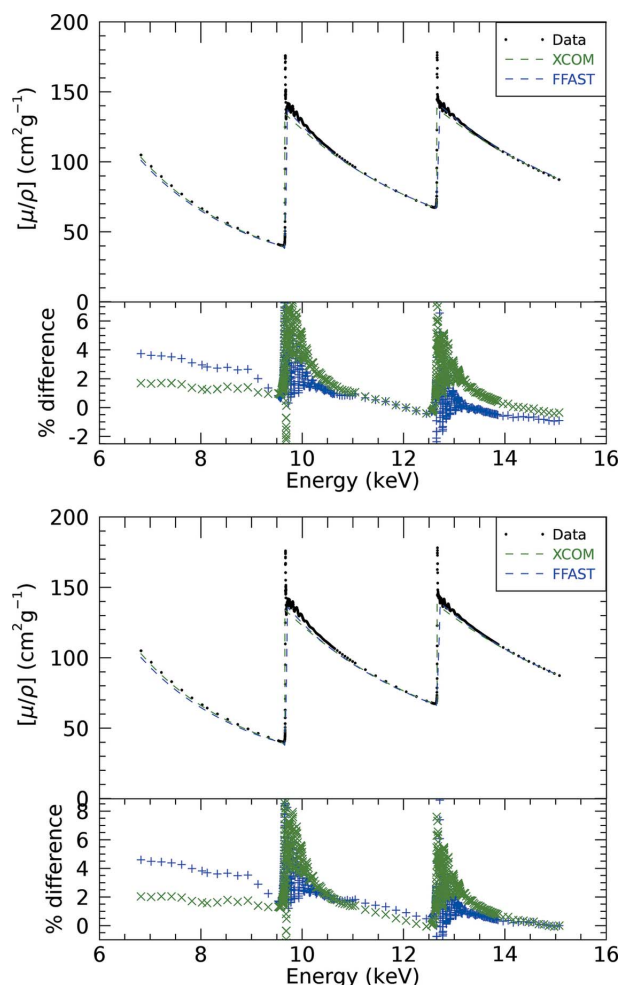 200
Data
XCOM
FFAST
150
100
50
0
[μ/ρ] (cm²g⁻¹)
6
4
2
0
-2
% difference
6 8 10 12 14 16
Energy (keV)
200
Data
XCOM
FFAST
150
100
50
0
[μ/ρ] (cm²g⁻¹)
8
6
4
2
0
% difference
6 8 10 12 14 16
Energy (keV)